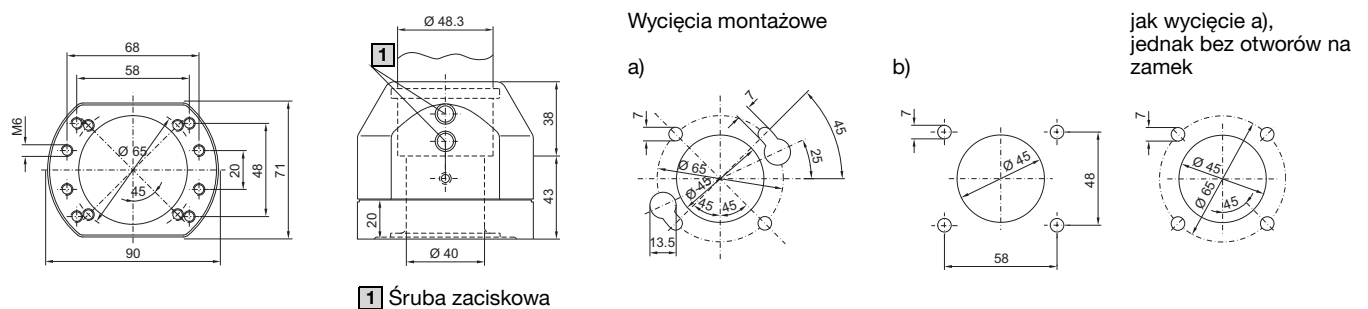 Wycięcia montażowe
jak wycięcie a),
jednak bez otworów na
zamek
a)
b)
68
58
M6
Ø 65
45
20
48
71
90
Ø 48.3
1
38
43
20
Ø 40
1 Śruba zaciskowa
7
7
45
25
Ø 65
Ø 45
45
45
13.5
7
Ø 45
48
58
7
Ø 45
Ø 65
45